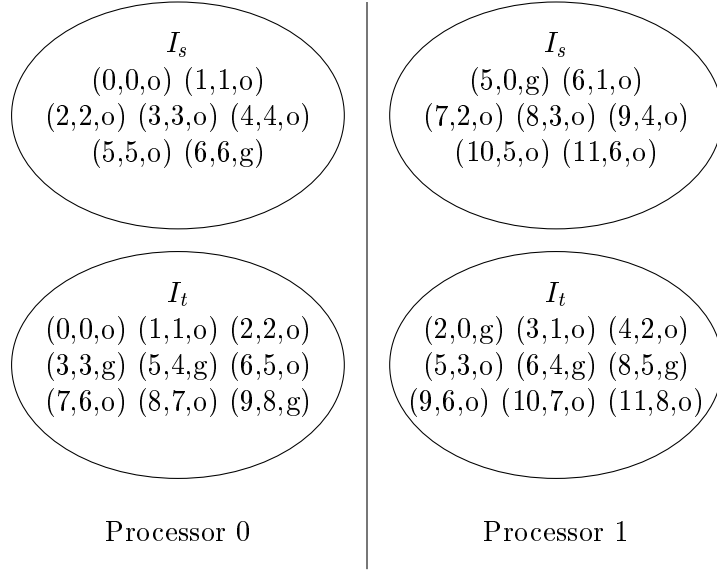 I_s
(0,0,o) (1,1,o)
(2,2,o) (3,3,o) (4,4,o)
(5,5,o) (6,6,g)
I_s
(5,0,g) (6,1,o)
(7,2,o) (8,3,o) (9,4,o)
(10,5,o) (11,6,o)
I_t
(0,0,o) (1,1,o) (2,2,o)
(3,3,g) (5,4,g) (6,5,o)
(7,6,o) (8,7,o) (9,8,g)
I_t
(2,0,g) (3,1,o) (4,2,o)
(5,3,o) (6,4,g) (8,5,g)
(9,6,o) (10,7,o) (11,8,o)
Processor 0
Processor 1